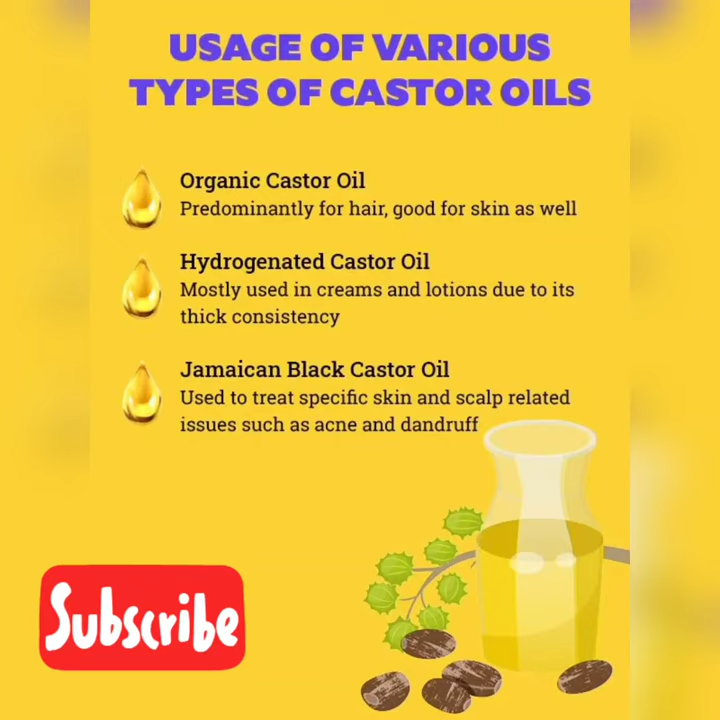 USAGE OF VARIOUS
TYPES OF CASTOR OILS
Organic Castor Oil
Predominantly for hair, good for skin as well
Hydrogenated Castor Oil
Mostly used in creams and lotions due to its
thick consistency
Jamaican Black Castor Oil
Used to treat specific skin and scalp related
issues such as acne and dandruff
Subscribe